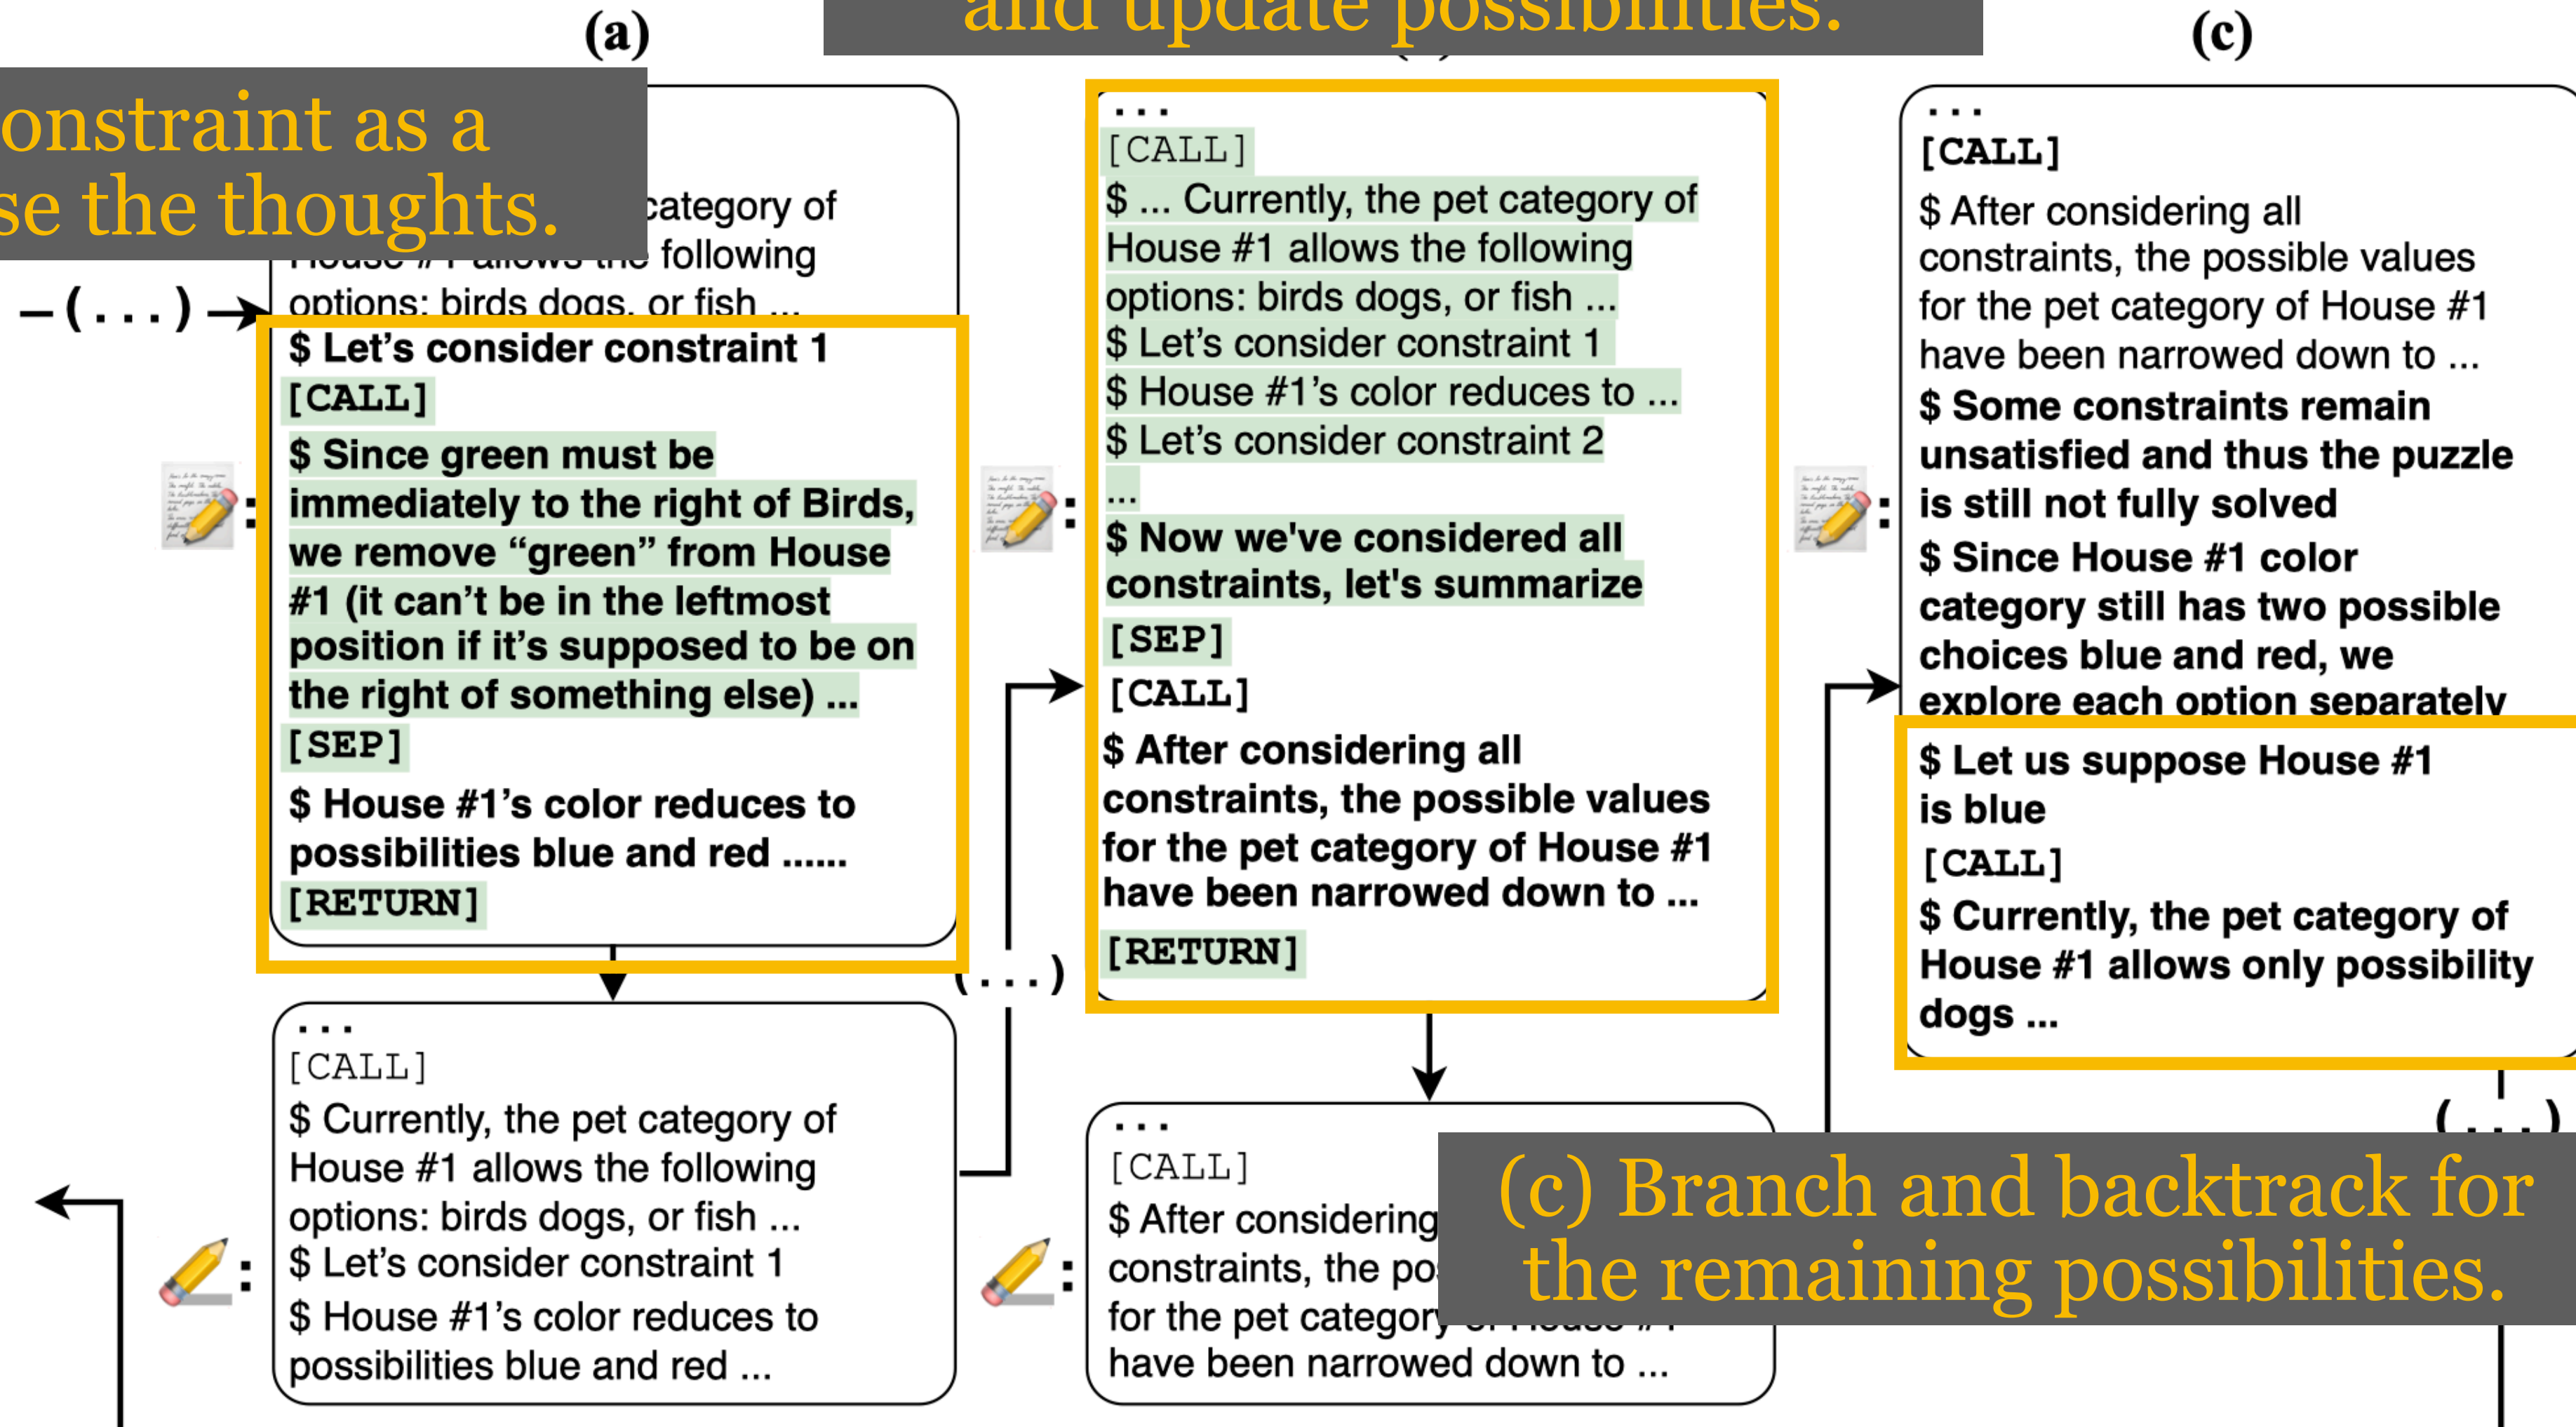 and update possibilities.
(a)
(c)
onstraint as a
se the thoughts.
category of
House #1 allows the following
options: birds dogs, or fish ...
–(...)
$ Let’s consider constraint 1
[CALL]
$ Since green must be
immediately to the right of Birds,
we remove “green” from House
#1 (it can’t be in the leftmost
position if it’s supposed to be on
the right of something else) ...
[SEP]
$ House #1’s color reduces to
possibilities blue and red ......
[RETURN]
:
...
[CALL]
$ Currently, the pet category of
House #1 allows the following
options: birds dogs, or fish ...
$ Let’s consider constraint 1
$ House #1’s color reduces to
possibilities blue and red ...
:
(...)
...
[CALL]
$ ... Currently, the pet category of
House #1 allows the following
options: birds dogs, or fish ...
$ Let’s consider constraint 1
$ House #1’s color reduces to ...
$ Let’s consider constraint 2
...
$ Now we've considered all
constraints, let's summarize
[SEP]
[CALL]
$ After considering all
constraints, the possible values
for the pet category of House #1
have been narrowed down to ...
[RETURN]
:
...
[CALL]
$ After considering
constraints, the pos
for the pet category of House #1
have been narrowed down to ...
:
...
[CALL]
$ After considering all
constraints, the possible values
for the pet category of House #1
have been narrowed down to ...
$ Some constraints remain
unsatisfied and thus the puzzle
is still not fully solved
$ Since House #1 color
category still has two possible
choices blue and red, we
explore each option separately
$ Let us suppose House #1
is blue
[CALL]
$ Currently, the pet category of
House #1 allows only possibility
dogs ...
:
(...)
(c) Branch and backtrack for
the remaining possibilities.